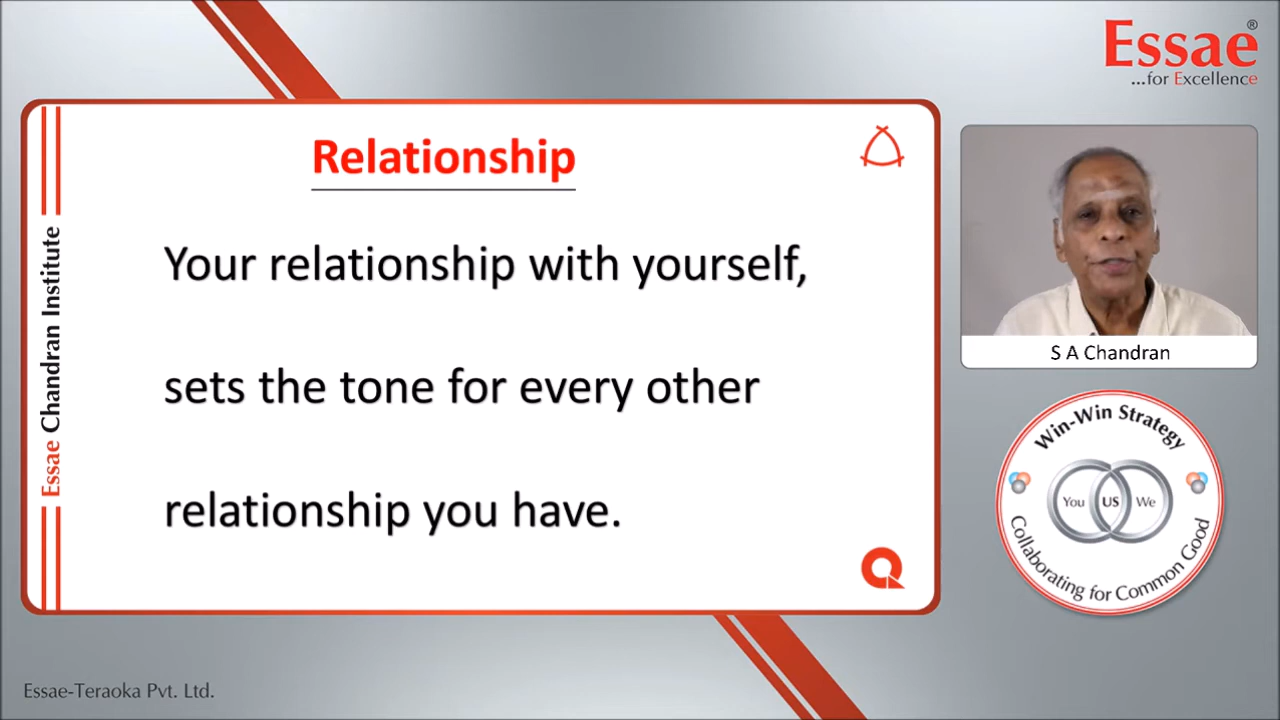 Essae®
...for Excellence
Relationship
Essae Chandran Institute
Your relationship with yourself,
sets the tone for every other
relationship you have.
S A Chandran
Win-Win Strategy
You US We
Collaborating for Common Good
Essae-Teraoka Pvt. Ltd.